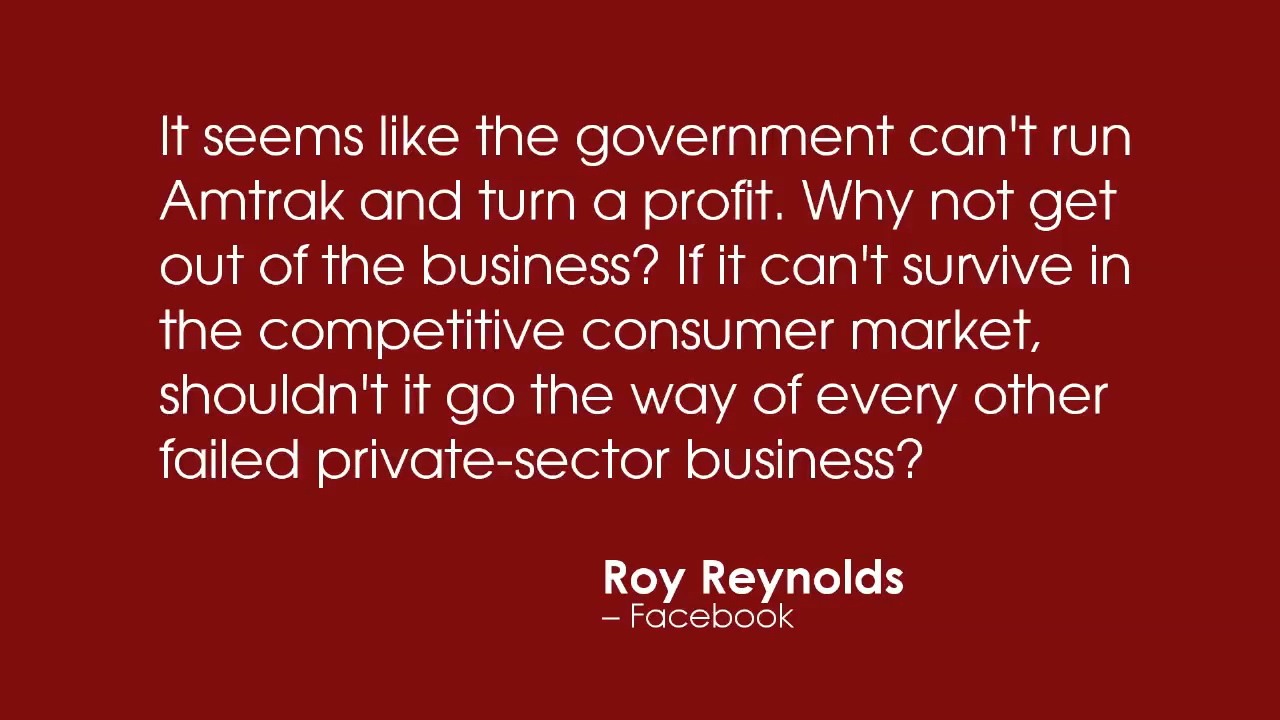 It seems like the government can't run
Amtrak and turn a profit. Why not get
out of the business? If it can't survive in
the competitive consumer market,
shouldn't it go the way of every other
failed private-sector business?
Roy Reynolds
– Facebook